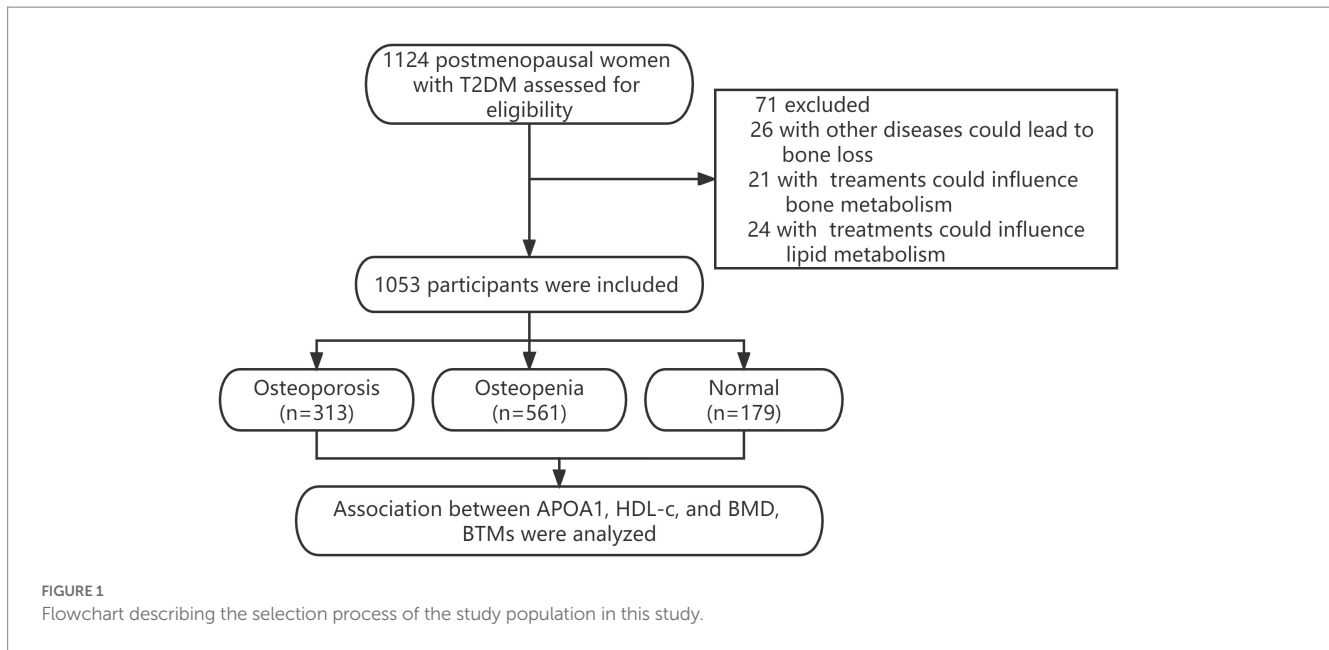 1124 postmenopausal women
with T2DM assessed for
eligibility
71 excluded
26 with other diseases could lead to
bone loss
21 with treaments could influence
bone metabolism
24 with treatments could influence
lipid metabolism
1053 participants were included
Osteoporosis
(n=313)
Osteopenia
(n=561)
Normal
(n=179)
Association between APOA1, HDL-c, and BMD,
BTMs were analyzed
FIGURE 1
Flowchart describing the selection process of the study population in this study.